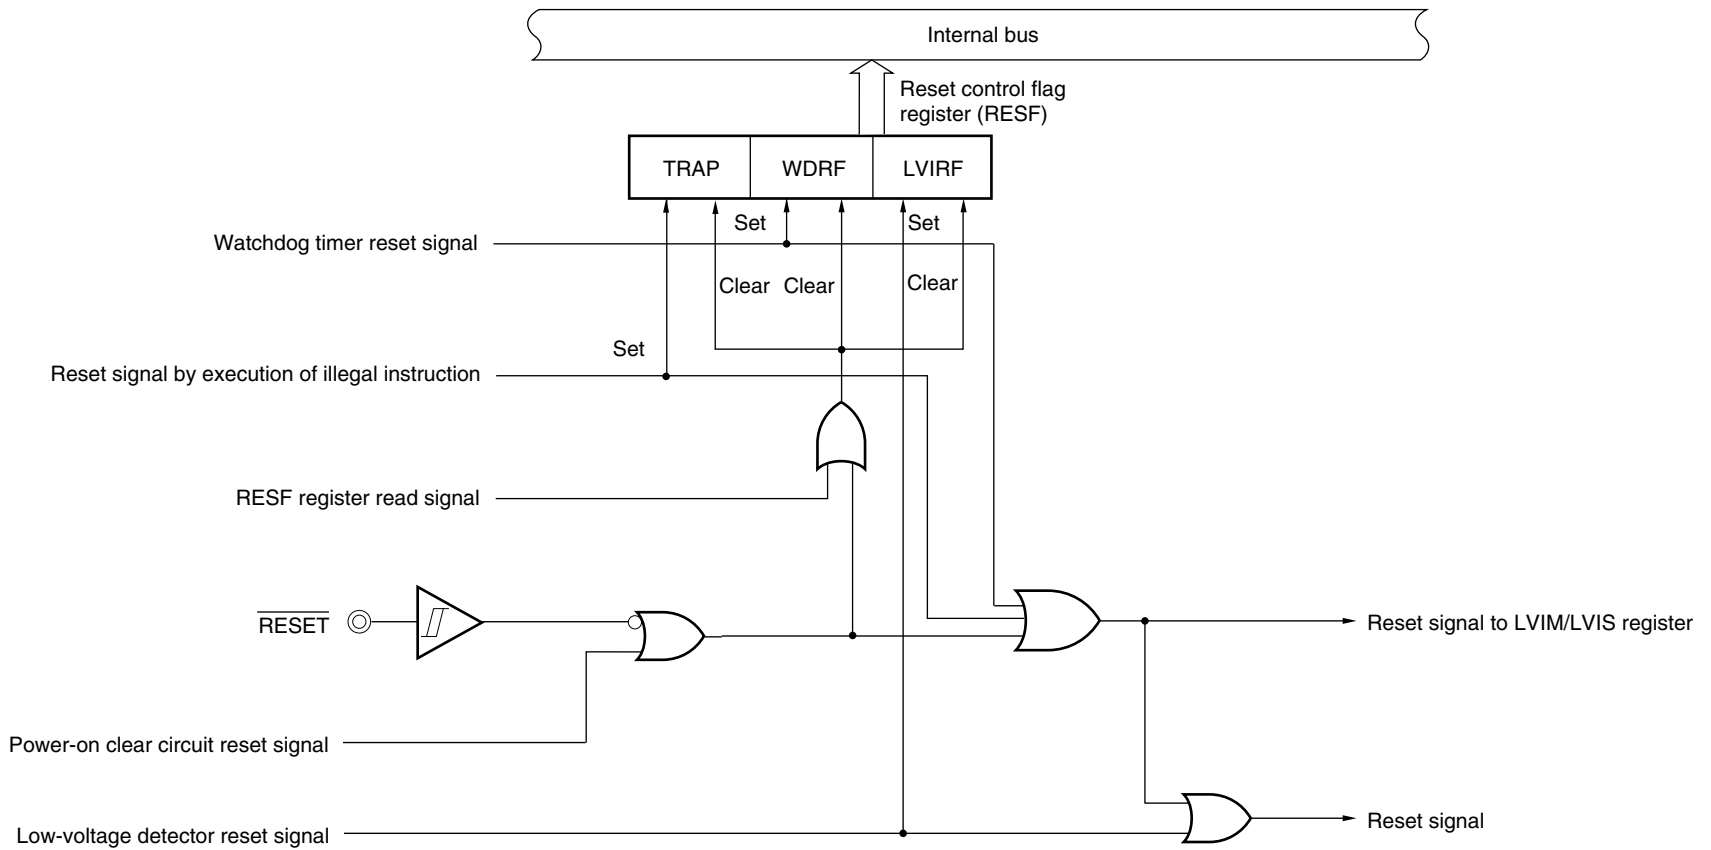 Internal bus
Reset control flag
register (RESF)
TRAP
WDRF
LVIRF
Set
Set
Watchdog timer reset signal
Clear
Clear
Clear
Set
Reset signal by execution of illegal instruction
RESF register read signal
RESET
Reset signal to LVIM/LVIS register
Power-on clear circuit reset signal
Low-voltage detector reset signal
Reset signal